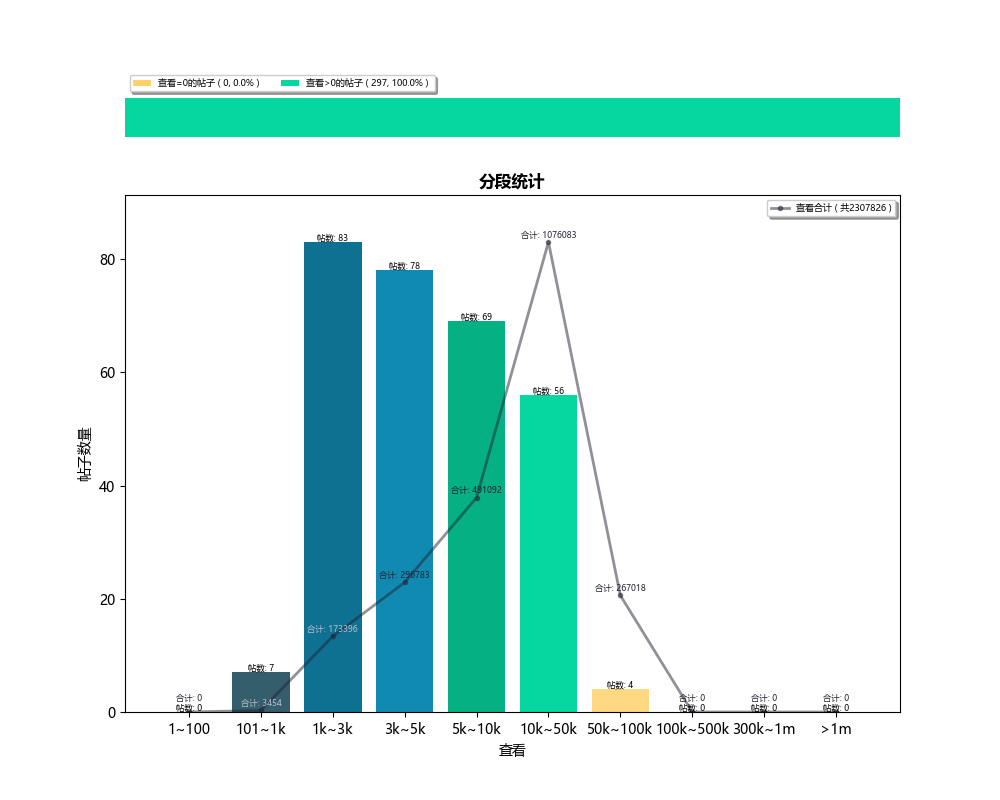 查看=0的帖子 ( 0, 0.0% ) 查看>0的帖子 ( 297, 100.0% )
分段统计
查看合计 ( 共2307826 )
合计: 1076083
帖数: 83
帖数: 78
帖数: 69
帖数: 56
合计: 491092
合计: 296783
合计: 267018
合计: 173396
帖数: 7
帖数: 4
合计: 3454
合计: 0 合计: 0 合计: 0 合计: 0
帖数: 0 帖数: 0 帖数: 0 帖数: 0
80
60
40
20
0
帖子数量
1~100 101~1k 1k~3k 3k~5k 5k~10k 10k~50k 50k~100k 100k~500k 300k~1m >1m
查看